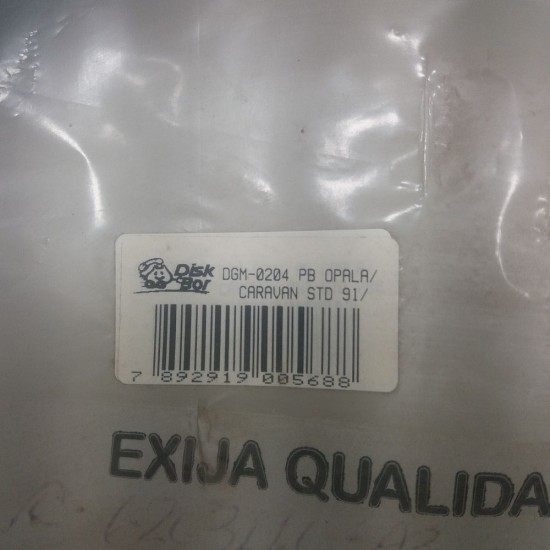 Disk
Bor
DGM-0204 PB OPALA/
CARAVAN STD 91/
7 892919 005688
EXIJA QUALIDA